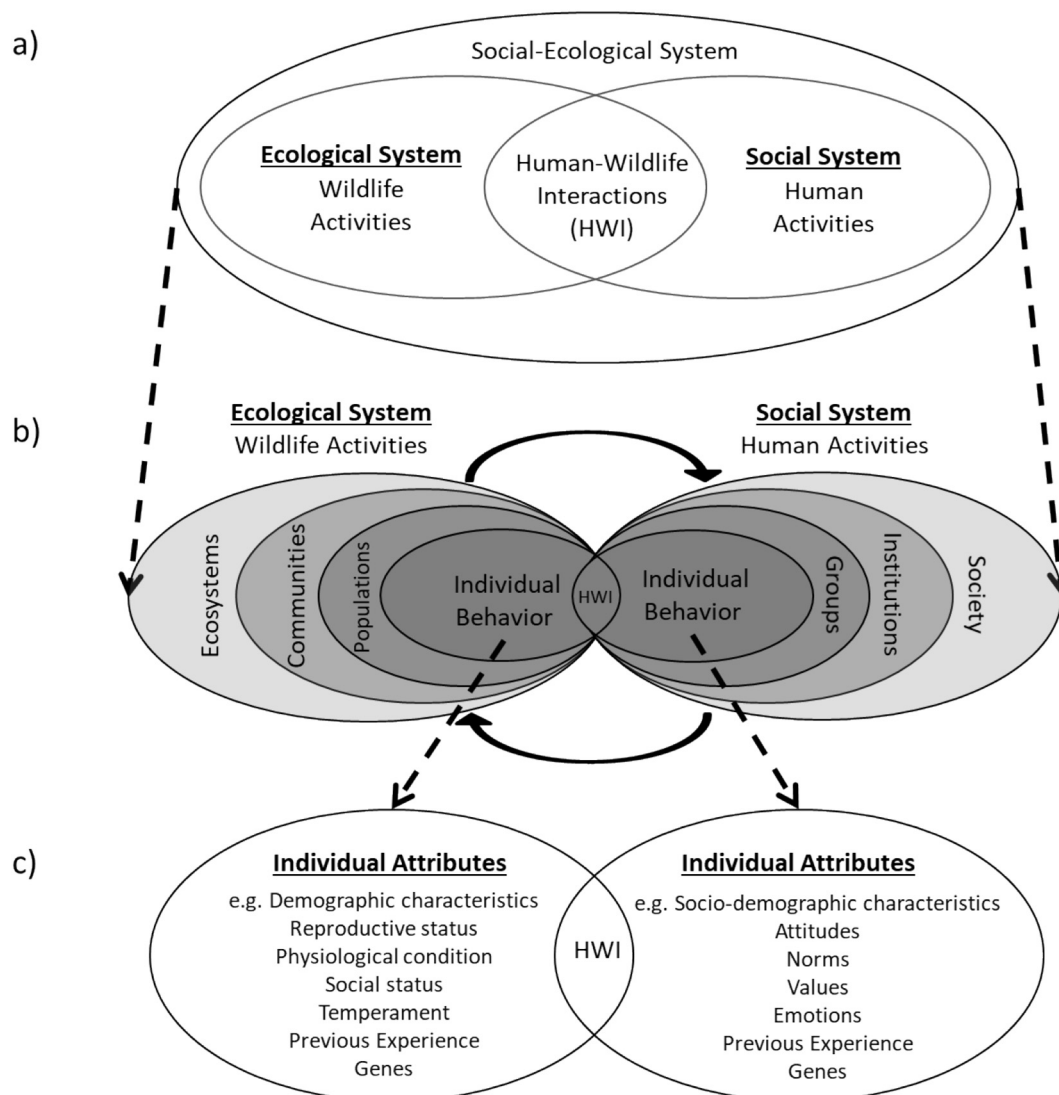 a)
Social-Ecological System
Ecological System
Wildlife
Activities
Human-Wildlife
Interactions
(HWI)
Social System
Human
Activities
b)
Ecological System
Wildlife Activities
Social System
Human Activities
Ecosystems
Communities
Populations
Individual
Behavior
HWI
Individual
Behavior
Groups
Institutions
Society
c)
Individual Attributes
e.g. Demographic characteristics
Reproductive status
Physiological condition
Social status
Temperament
Previous Experience
Genes
HWI
Individual Attributes
e.g. Socio-demographic characteristics
Attitudes
Norms
Values
Emotions
Previous Experience
Genes